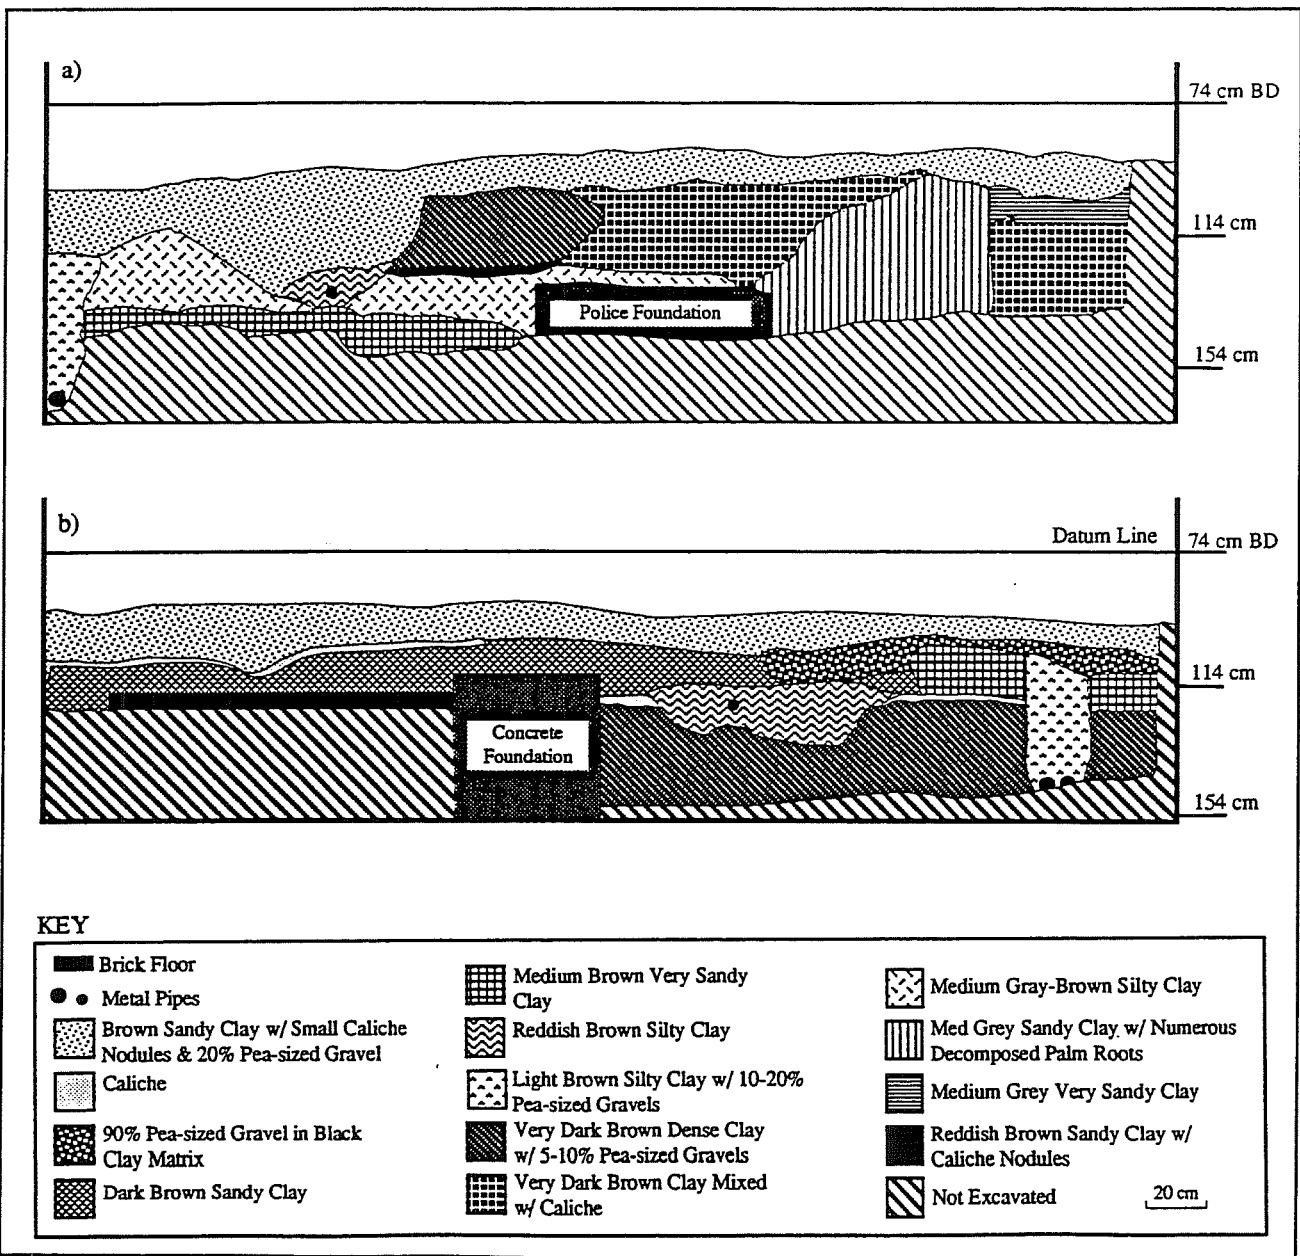 a)
74 cm BD
114 cm
Police Foundation
154 cm
b)
Datum Line
74 cm BD
114 cm
Concrete
Foundation
154 cm
KEY
Brick Floor
Metal Pipes
Brown Sandy Clay w/ Small Caliche
Nodules & 20% Pea-sized Gravel
Caliche
90% Pea-sized Gravel in Black
Clay Matrix
Dark Brown Sandy Clay
Medium Brown Very Sandy
Clay
Reddish Brown Silty Clay
Light Brown Silty Clay w/ 10-20%
Pea-sized Gravels
Very Dark Brown Dense Clay
w/ 5-10% Pea-sized Gravels
Very Dark Brown Clay Mixed
w/ Caliche
Medium Gray-Brown Silty Clay
Med Grey Sandy Clay w/ Numerous
Decomposed Palm Roots
Medium Grey Very Sandy Clay
Reddish Brown Sandy Clay w/
Caliche Nodules
Not Excavated
20 cm